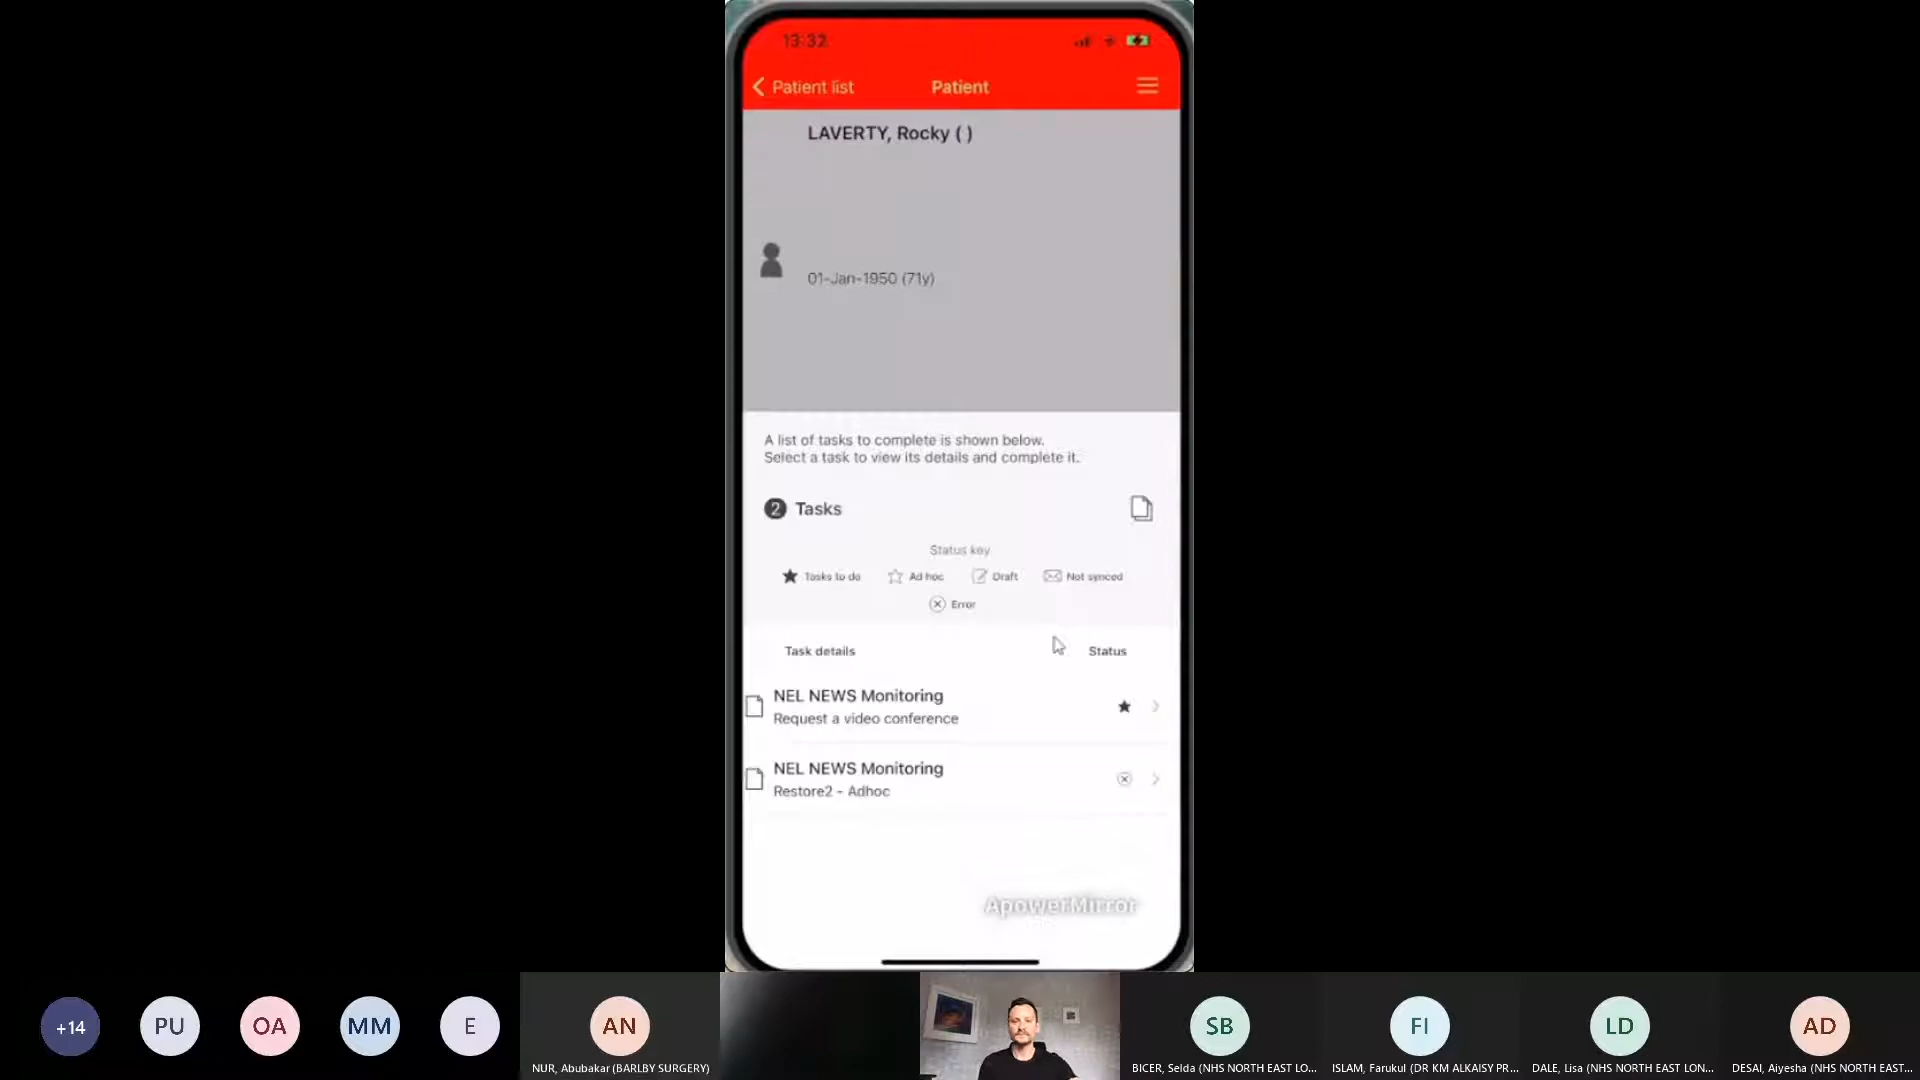 13:32
Patient list
Patient
LAVERTY, Rocky ( )
01-Jan-1950 (71y)
A list of tasks to complete is shown below.
Select a task to view its details and complete it.
2 Tasks
Status key
Tasks to do
Ad hoc
Draft
Not synced
Error
Task details
Status
NEL NEWS Monitoring
Request a video conference
NEL NEWS Monitoring
Restore2 - Adhoc
ApowerMirror
+14
PU
OA
MM
E
AN
SB
FI
LD
AD
NUR, Abubakar (BARLBY SURGERY)
BICER, Selda (NHS NORTH EAST LO...
ISLAM, Farukul (DR KM ALKAISY PR...
DALE, Lisa (NHS NORTH EAST LON...
DESAI, Aiyesha (NHS NORTH EAST...